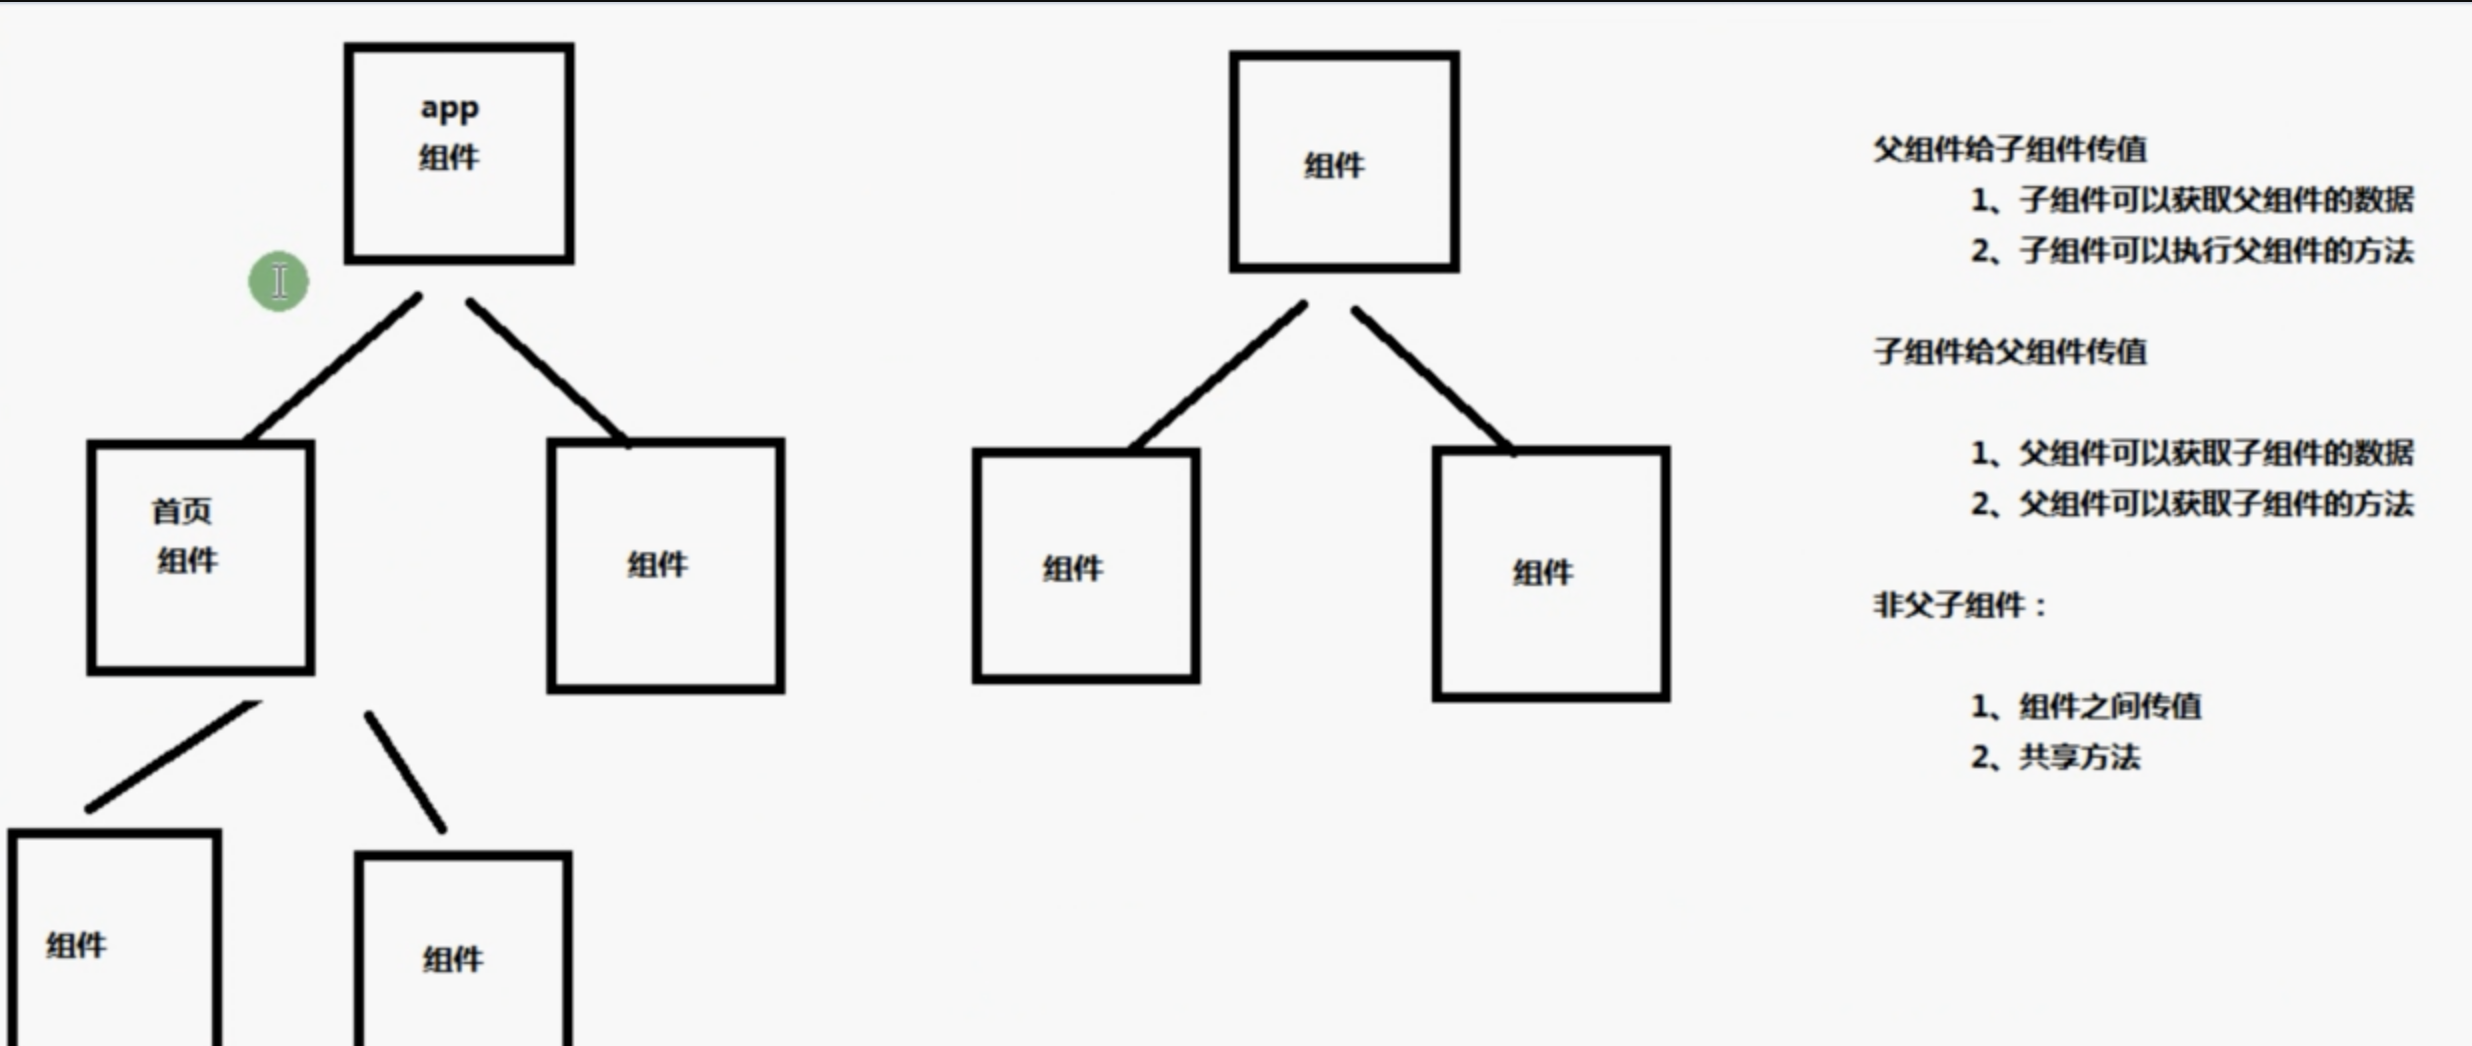 app
组件
首页
组件
组件
组件
组件
组件
组件
组件
父组件给子组件传值
1、子组件可以获取父组件的数据
2、子组件可以执行父组件的方法
子组件给父组件传值
1、父组件可以获取子组件的数据
2、父组件可以获取子组件的方法
非父子组件：
1、组件之间传值
2、共享方法